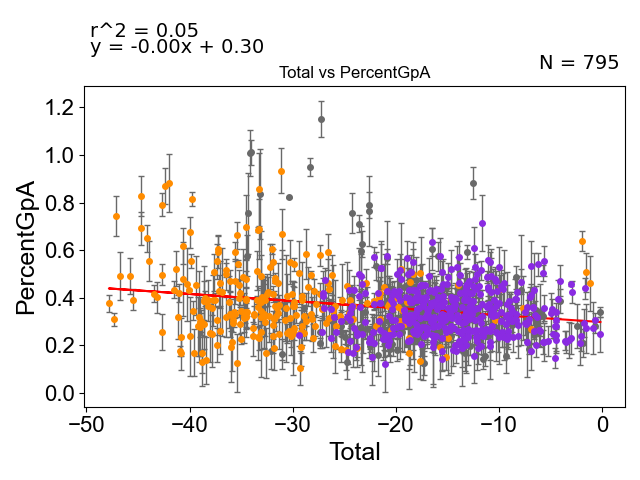 r^2 = 0.05
y = -0.00x + 0.30
N = 795
Total vs PercentGpA
PercentGpA
1.2
1.0
0.8
0.6
0.4
0.2
0.0
−50 −40 −30 −20 −10 0
Total